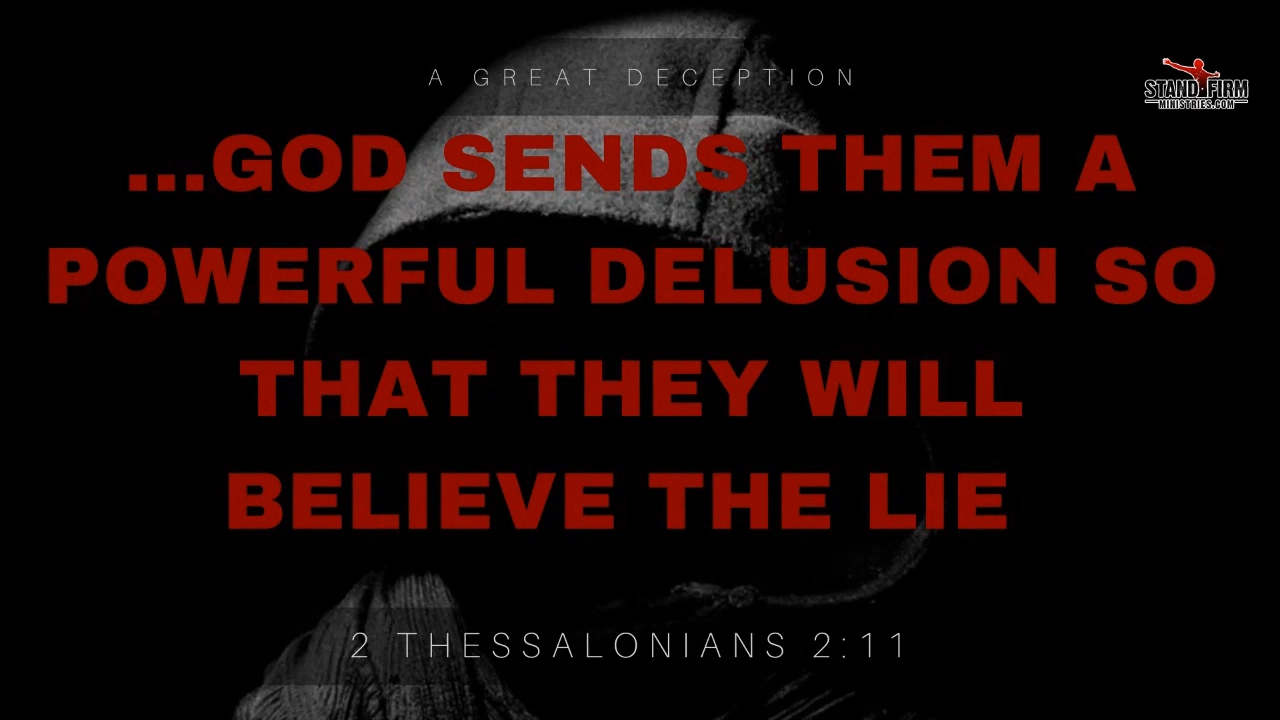 A GREAT DECEPTION
STAND FIRM
MINISTRIES.COM
...GOD SENDS THEM A
POWERFUL DELUSION SO
THAT THEY WILL
BELIEVE THE LIE
2 THESSALONIANS 2:11